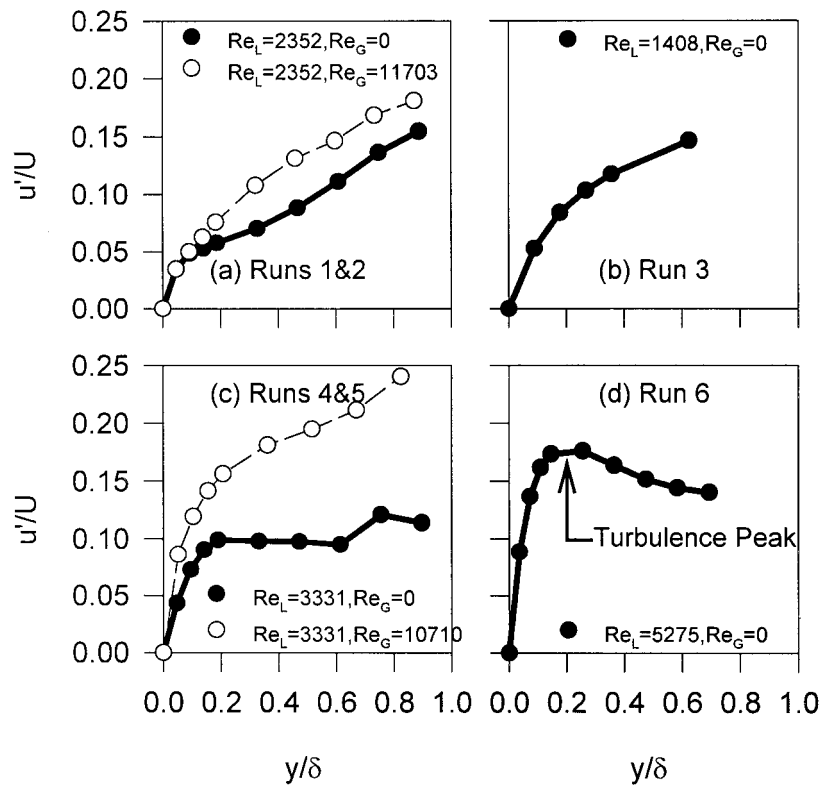 0.25
0.20
0.15
0.10
0.05
0.00
u'/U
Re_L=2352,Re_G=0
Re_L=2352,Re_G=11703
(a) Runs 1&2
Re_L=1408,Re_G=0
(b) Run 3
0.25
0.20
0.15
0.10
0.05
0.00
u'/U
(c) Runs 4&5
Re_L=3331,Re_G=0
Re_L=3331,Re_G=10710
0.0 0.2 0.4 0.6 0.8 1.0
y/δ
(d) Run 6
Turbulence Peak
Re_L=5275,Re_G=0
0.0 0.2 0.4 0.6 0.8 1.0
y/δ